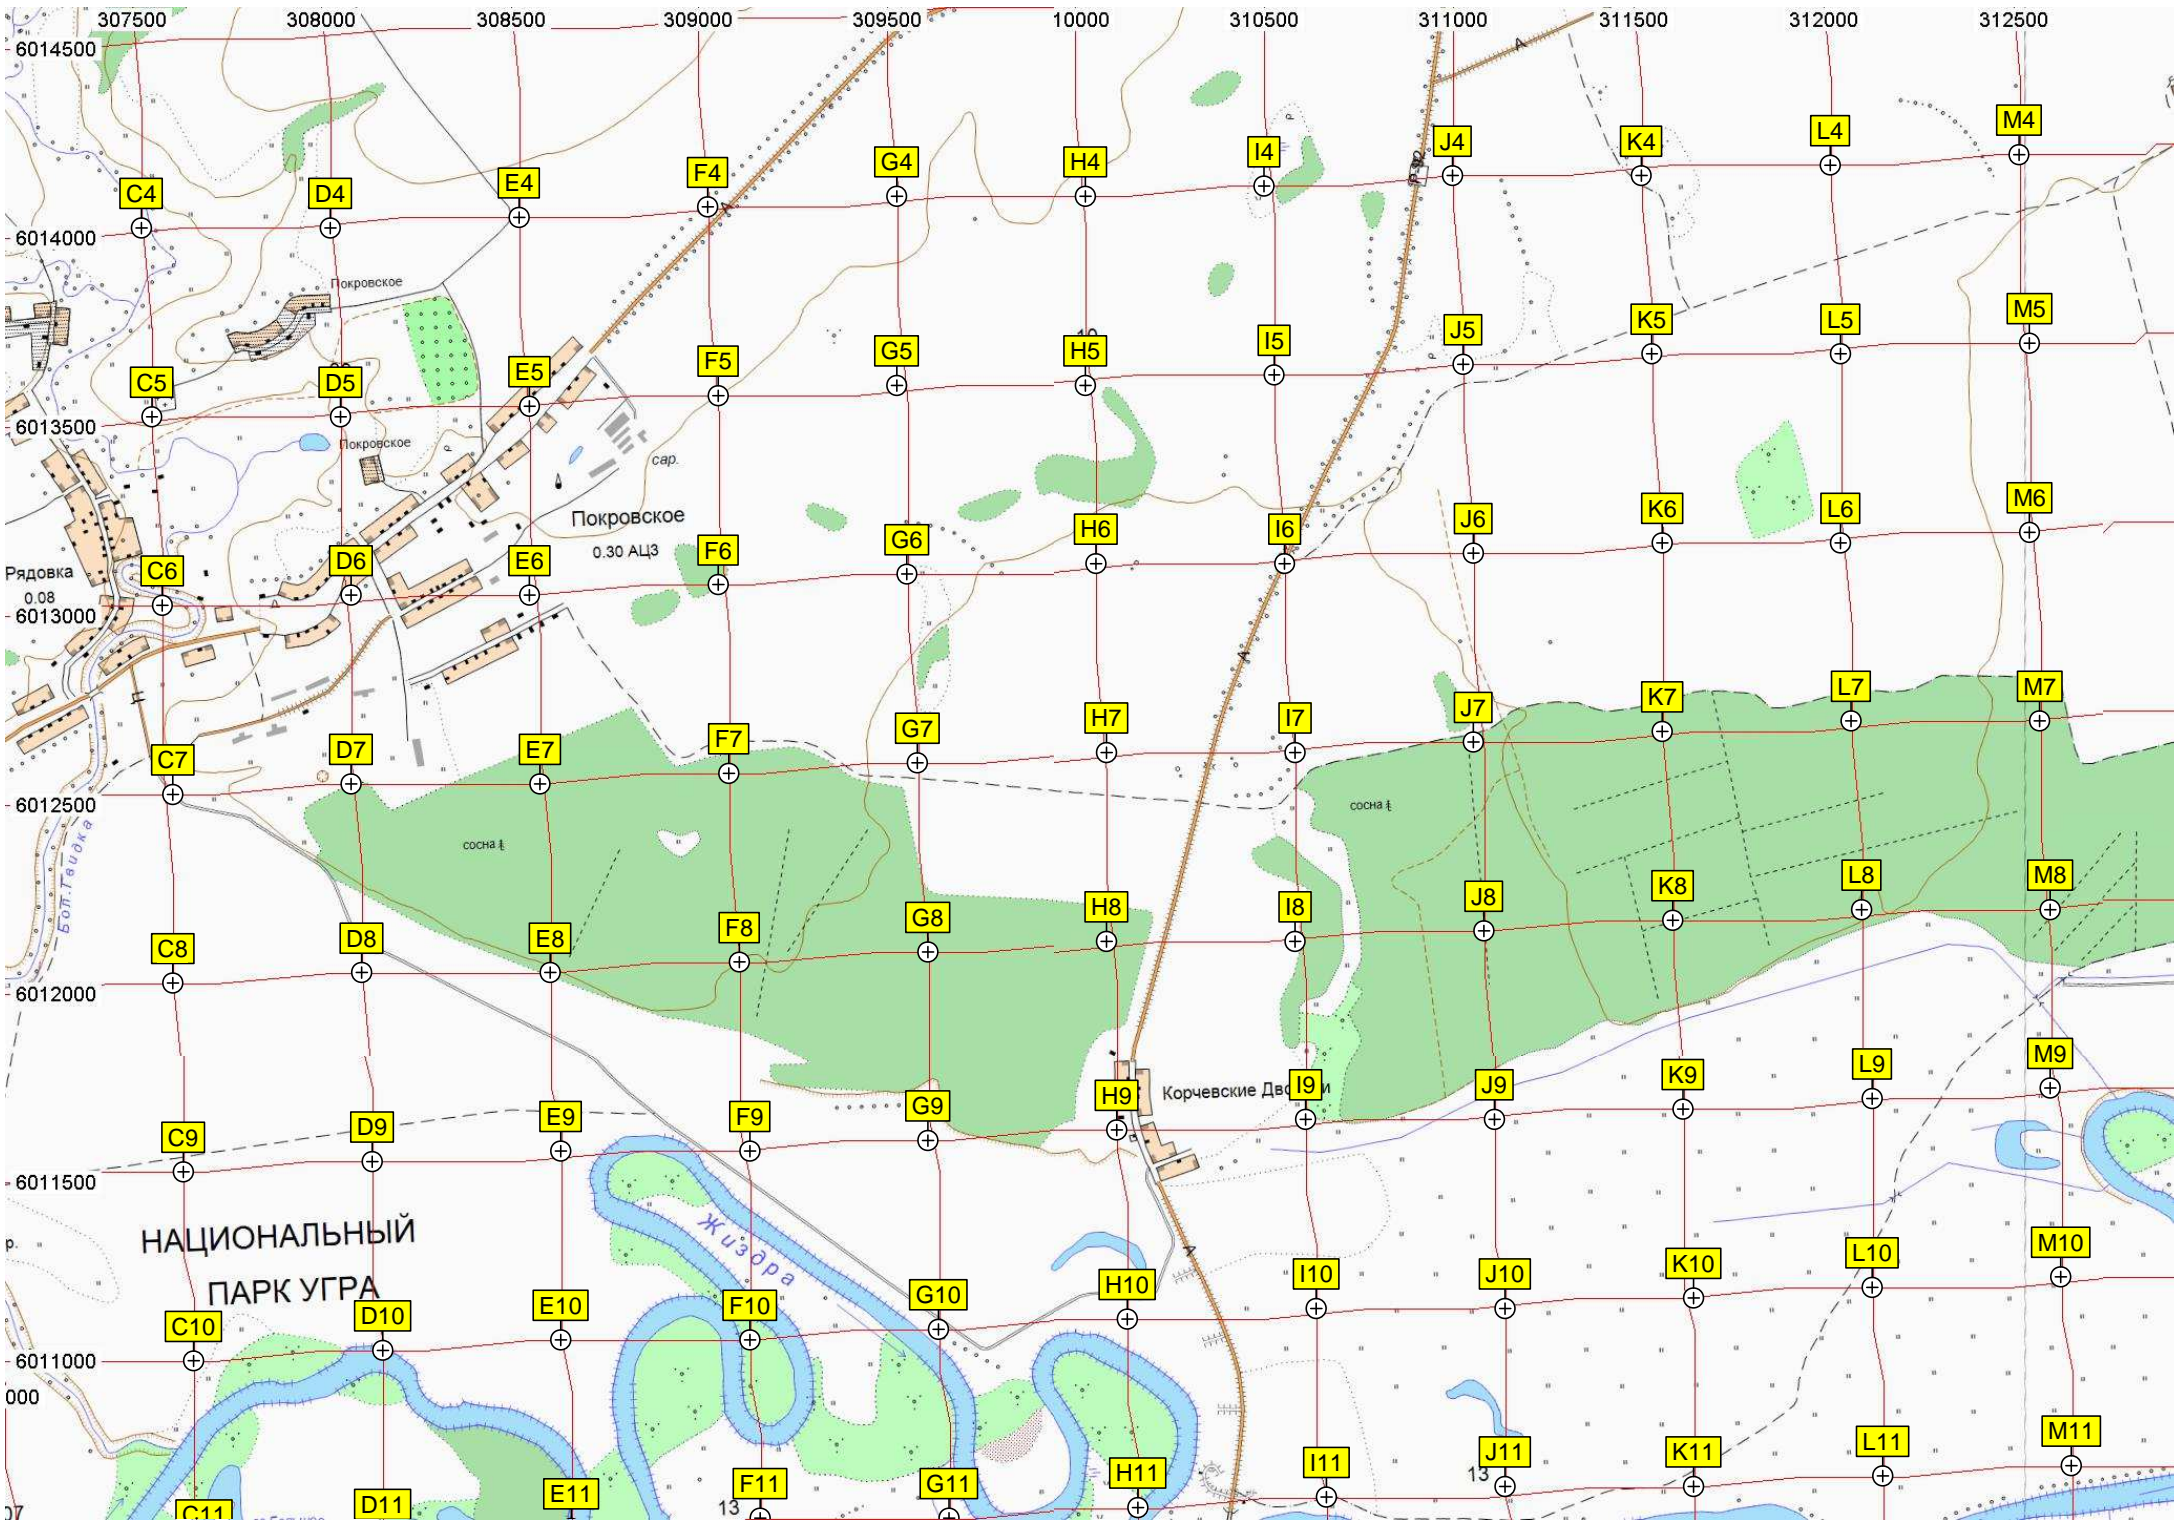 307500 308000 308500 309000 309500 10000 310500 311000 311500 312000 312500
6014500
А
C4 D4 E4 F4 G4 H4 I4 J4 K4 L4 M4
А
6014000
Покровское
C5 D5 E5 F5 G5 H5 I5 J5 K5 L5 M5
6013500
Покровское
сар.
Покровское
0.30 АЦЗ
C6 D6 E6 F6 G6 H6 I6 J6 K6 L6 M6
Рядовка
0.08
6013000
А
C7 D7 E7 F7 G7 H7 I7 J7 K7 L7 M7
6012500
сосна
сосна
C8 D8 E8 F8 G8 H8 I8 J8 K8 L8 M8
6012000
C9 D9 E9 F9 G9 H9 I9 J9 K9 L9 M9
6011500
НАЦИОНАЛЬНЫЙ
ПАРК УГРА
Жиздра
А
р.
C10 D10 E10 F10 G10 H10 I10 J10 K10 L10 M10
6011000
000
C11 D11 E11 F11 G11 H11 I11 J11 K11 L11 M11
13
13
07